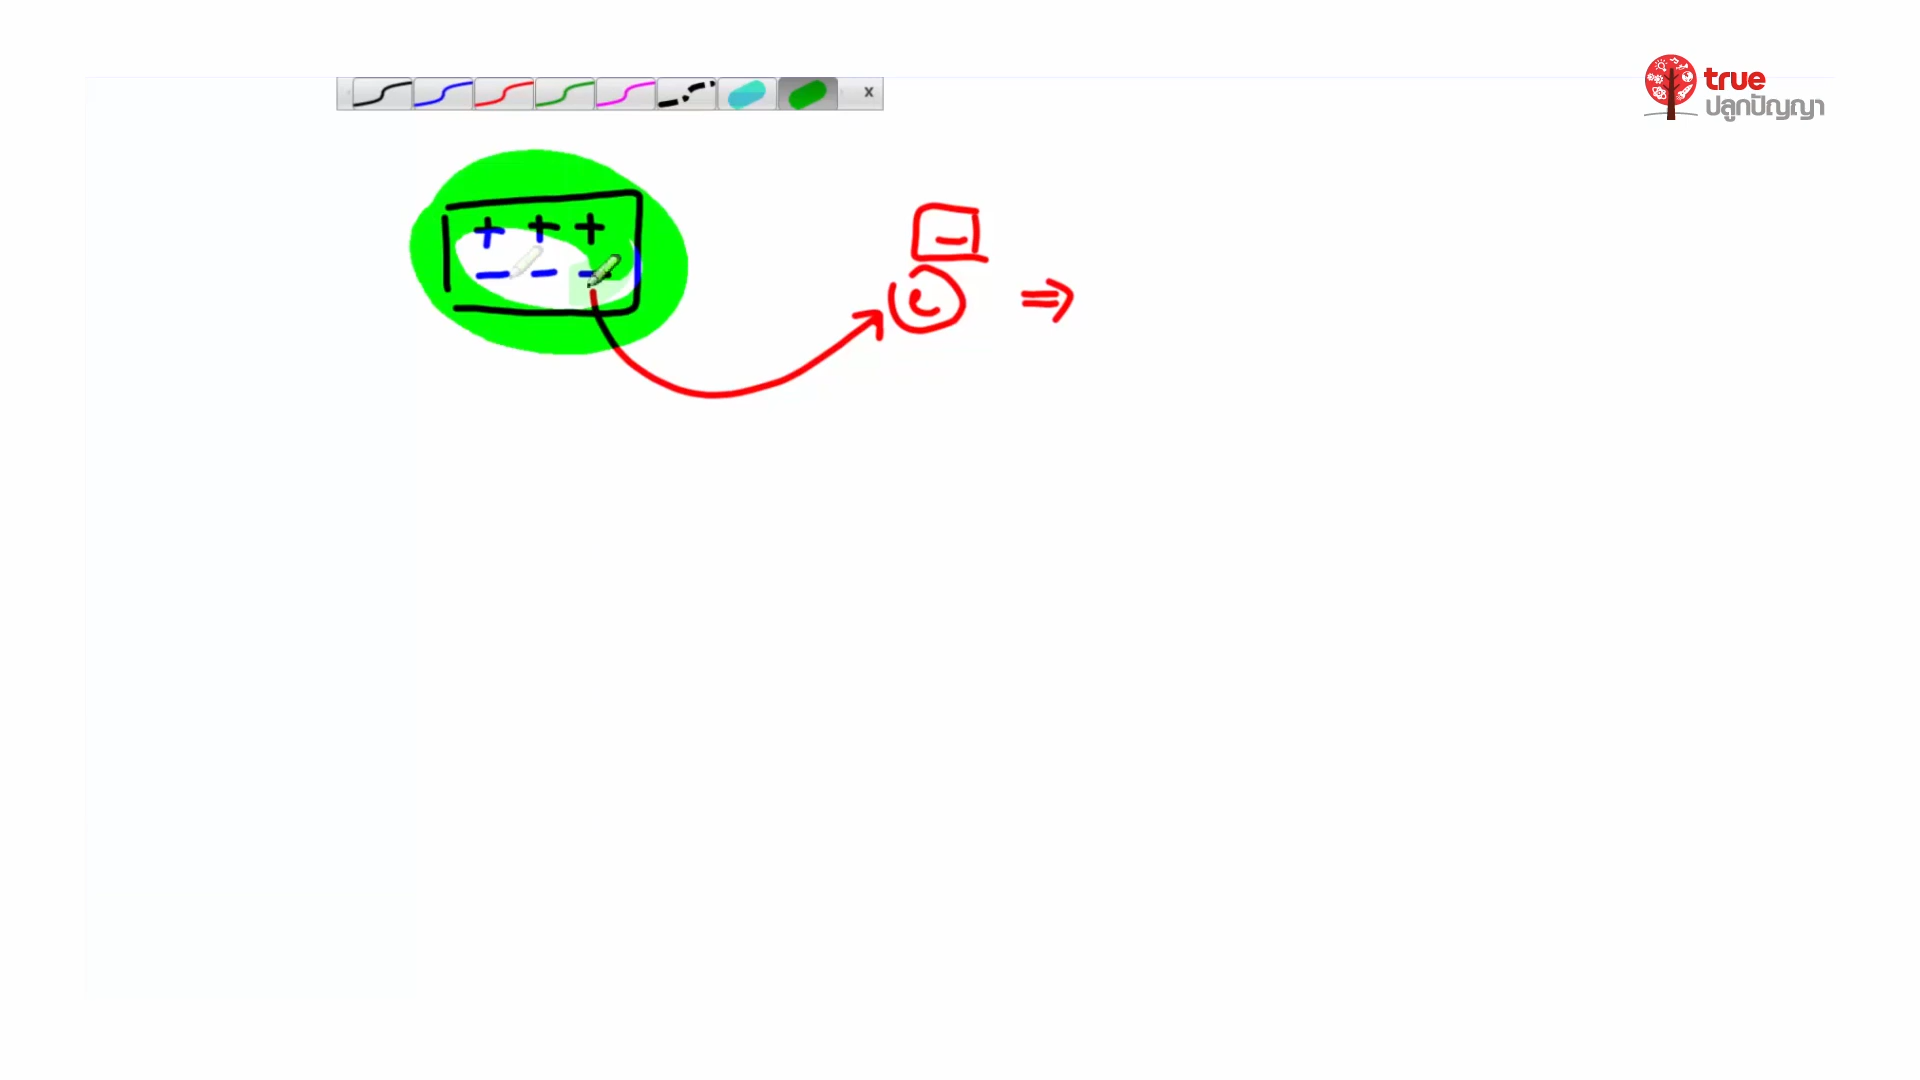 true
ปลูกปัญญา
x
+ + +
- - -
-
e ⇒